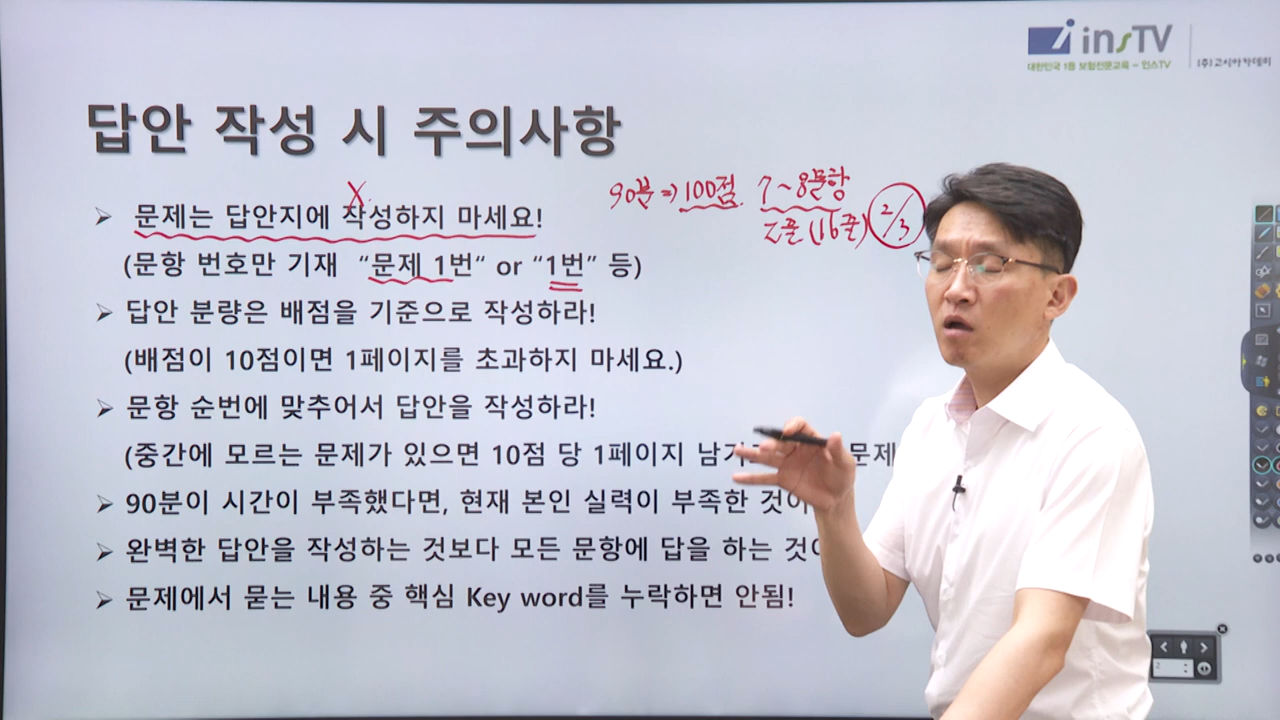 insTV
대한민국 1등 보험전문교육 - 인스TV
(주)고시아카데미
답안 작성 시 주의사항
90분 ⇒ 100점. 7~8문항
2/3
문제는 답안지에 작성하지 마세요!
(문항 번호만 기재 “문제 1번“ or “1번” 등)
답안 분량은 배점을 기준으로 작성하라!
(배점이 10점이면 1페이지를 초과하지 마세요.)
문항 순번에 맞추어서 답안을 작성하라!
(중간에 모르는 문제가 있으면 10점 당 1페이지 문제
90분이 시간이 부족했다면, 현재 본인 실력이 부족한
완벽한 답안을 작성하는 것보다 모든 문항에 답을 하는
문제에서 묻는 내용 중 핵심 Key word를 누락하면 안됨!